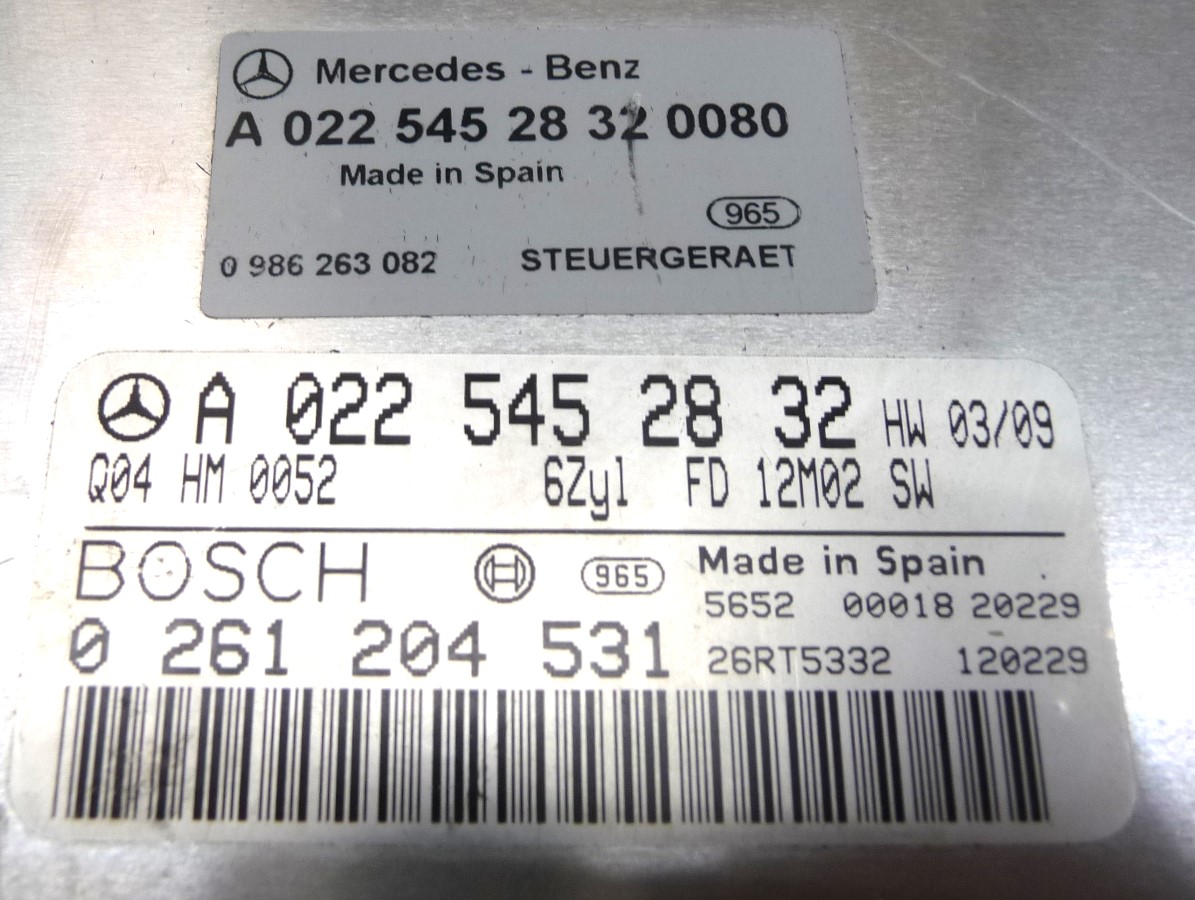 Mercedes - Benz
A 022 545 28 32 0080
Made in Spain
965
0 986 263 082 STEUERGERAET
A 022 545 28 32 HW 03/09
Q04 HM 0052 6Zyl FD 12M02 SW
BOSCH 965 Made in Spain
5652 00018 20229
0 261 204 531 26RT5332 120229